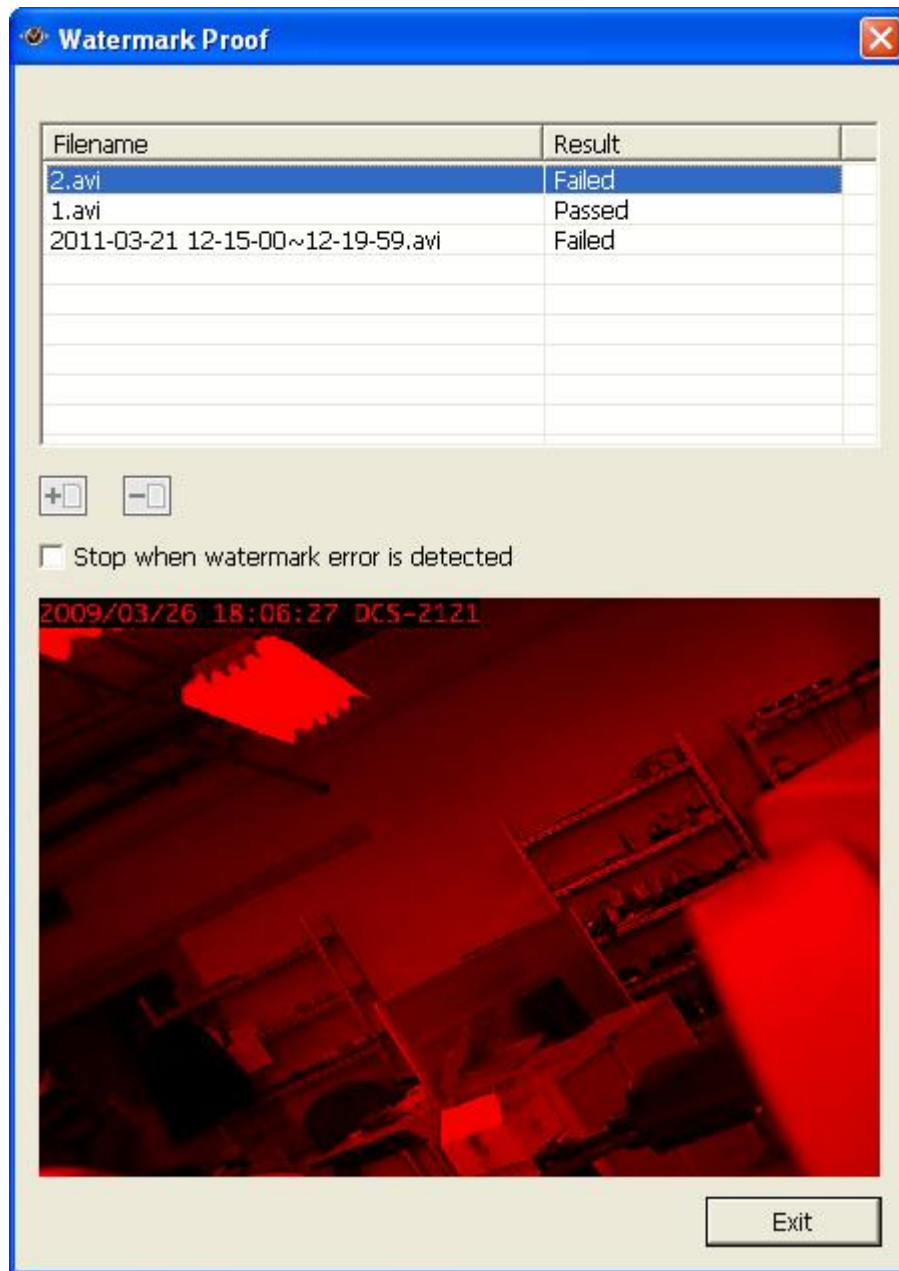 Watermark Proof
Filename Result
2.avi Failed
1.avi Passed
2011-03-21 12-15-00~12-19-59.avi Failed
Stop when watermark error is detected
2009/03/26 18:06:27 DCS-2121
Exit